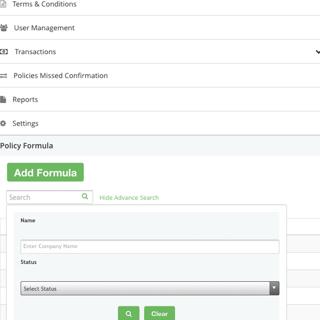 Terms & Conditions
User Management
Transactions
Policies Missed Confirmation
Reports
Settings
Policy Formula
Add Formula
Search
Hide Advance Search
Name
Enter Company Name
Status
Select Status
Clear